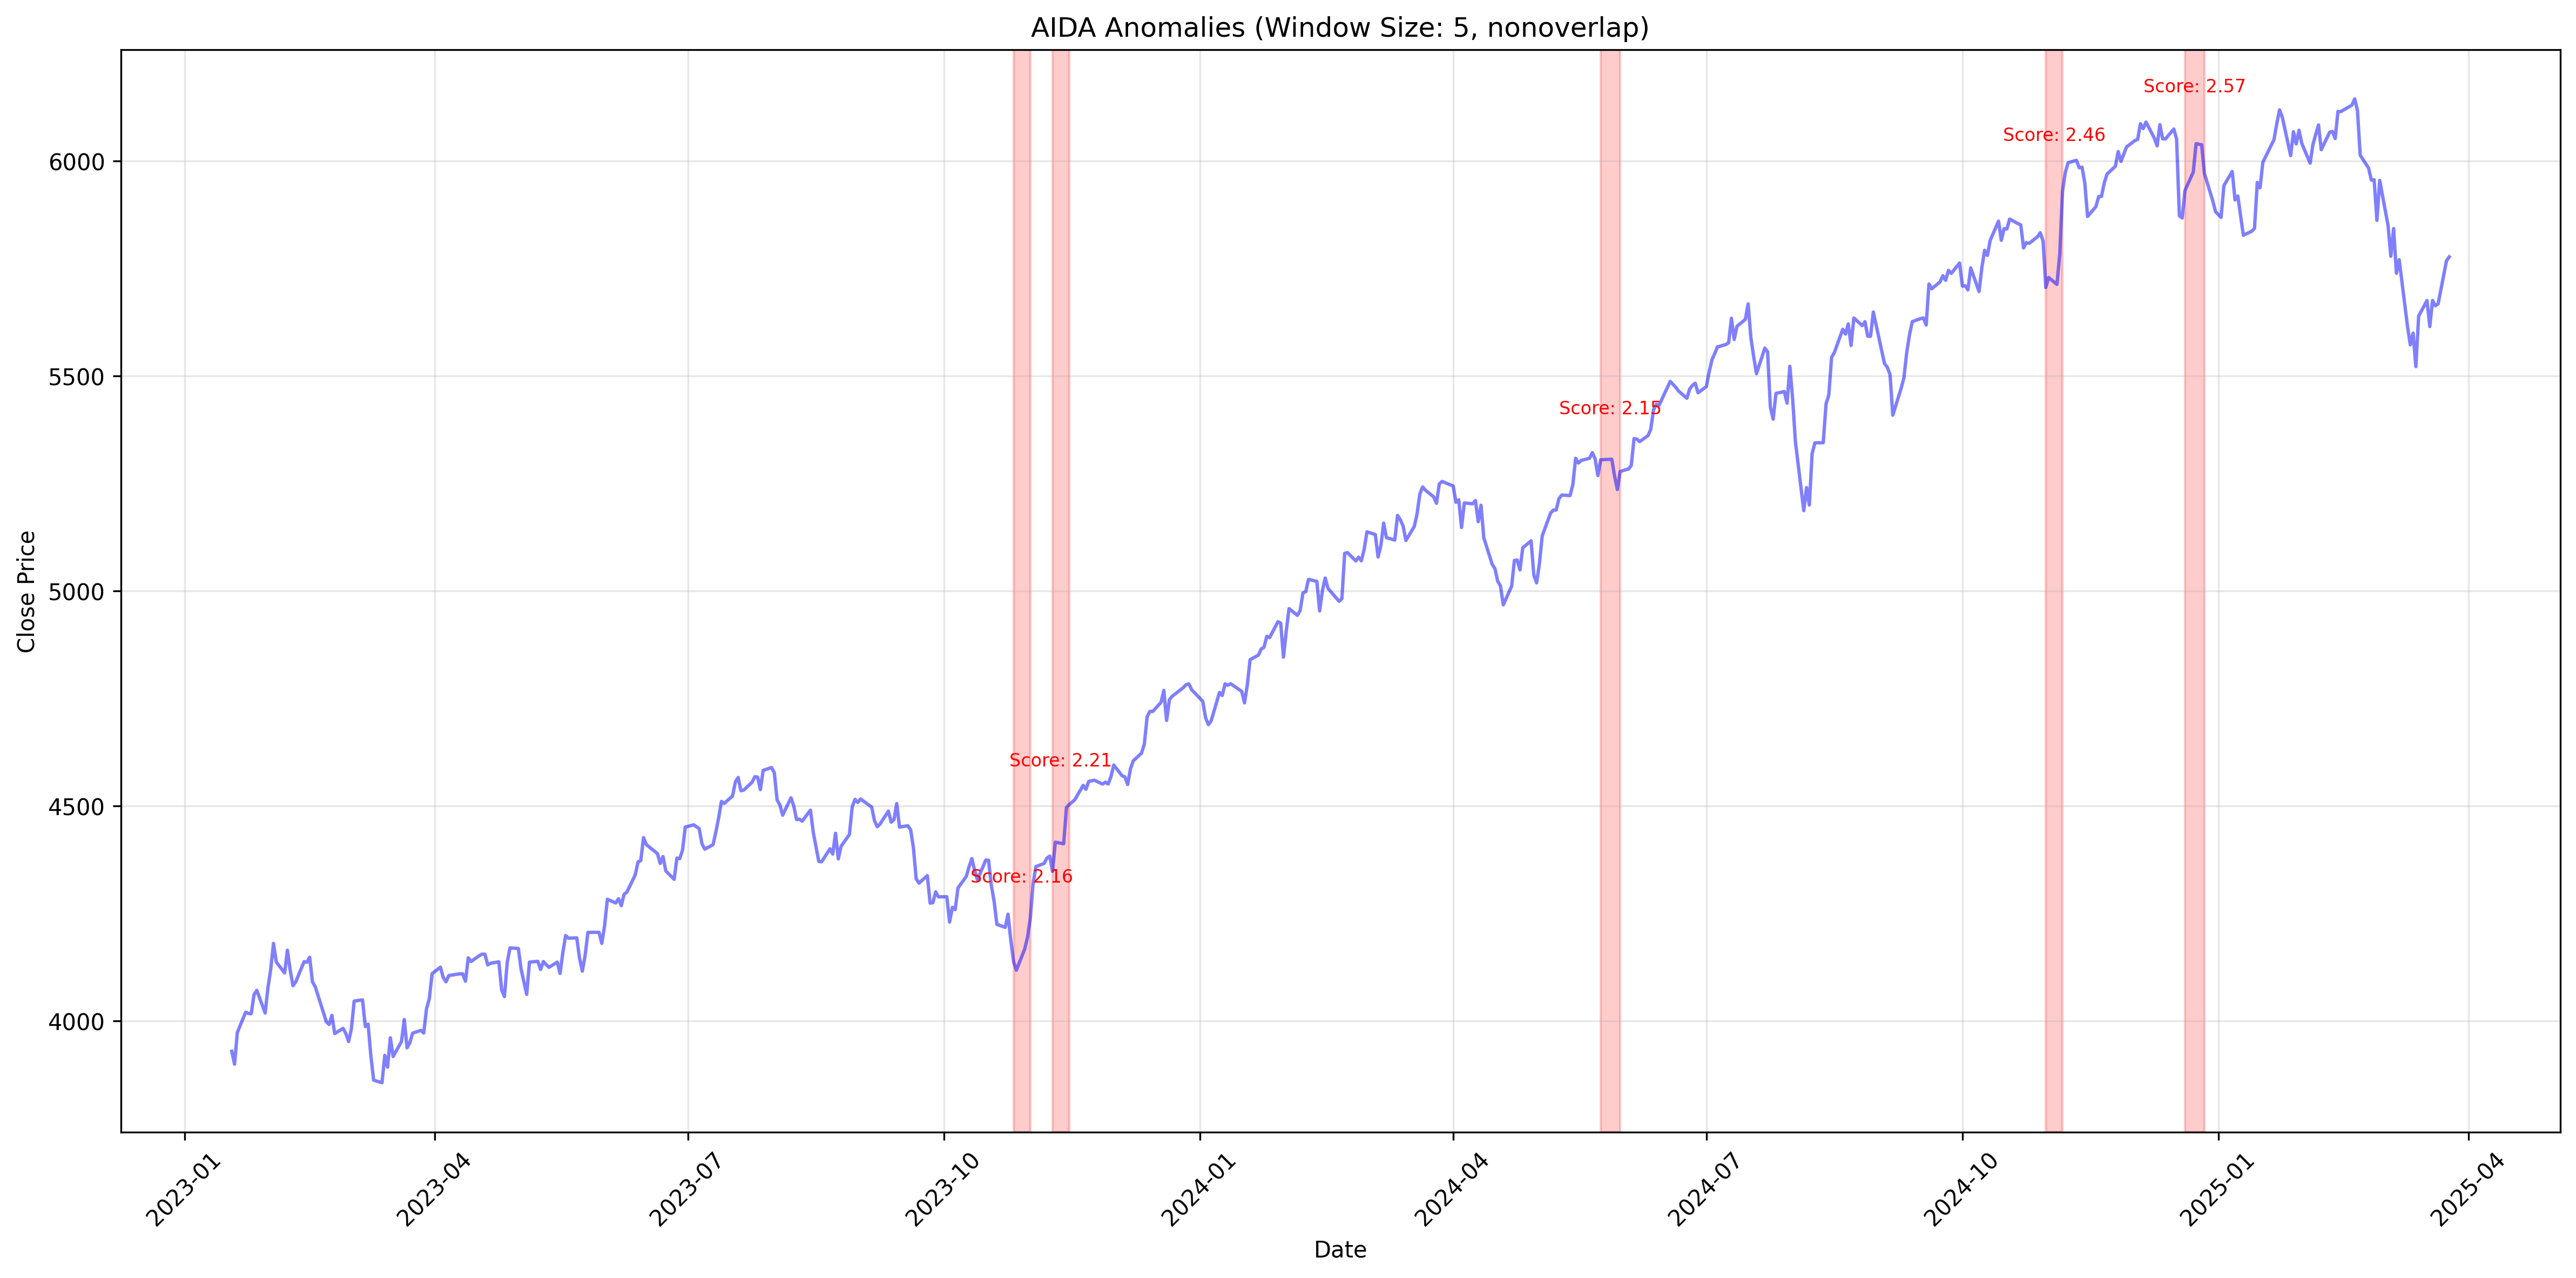 AIDA Anomalies (Window Size: 5, nonoverlap)
Score: 2.57
Score: 2.46
6000
5500
Score: 2.15
Close Price
5000
Score: 2.21
4500
Score: 2.16
4000
2023-01
2023-04
2023-07
2023-10
2024-01
2024-04
2024-07
2024-10
2025-01
2025-04
Date